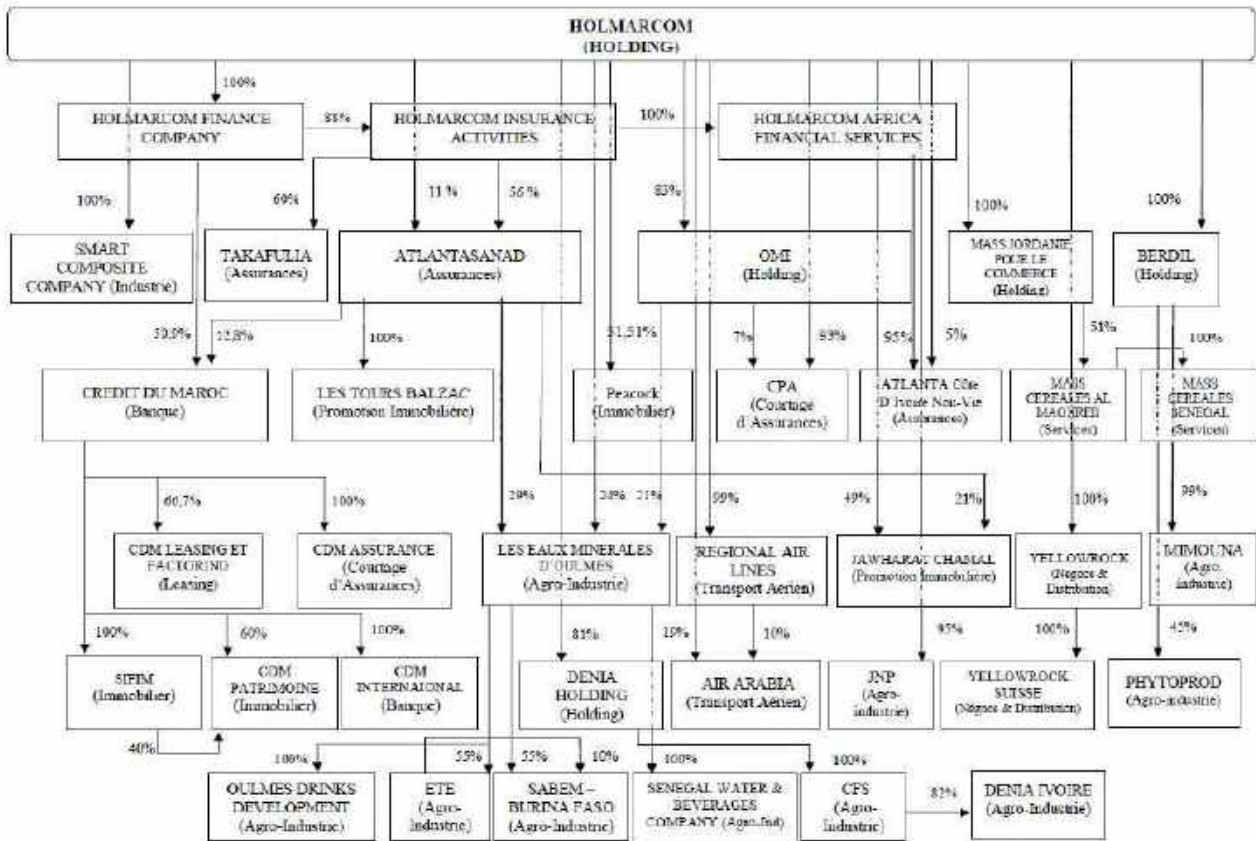 HOLMARCOM
(HOLDING)
100%
HOLMARCOM FINANCE
COMPANY
88%
HOLMARCOM INSURANCE
ACTIVITIES
100%
HOLMARCOM AFRICA
FINANCIAL SERVICES
100%
60%
11 %
56 %
83%
100%
100%
SMART
COMPOSITE
COMPANY (Industrie)
TAKAFULIA
(Assurances)
ATLANTASANAD
(Assurances)
OMI
(Holding)
MASS JORDANIE
POUR LE
COMMERCE
(Holding)
BERDIL
(Holding)
50,9%
12,8%
100%
51,51%
7%
93%
95%
5%
51%
100%
CREDIT DU MAROC
(Banque)
LES TOURS BALZAC
(Promotion Immobilière)
Peacock
(Immobilier)
CPA
(Courtage
d'Assurances)
ATLANTA Côte
D'Ivoire Non-Vie
(Assurances)
MASS
CEREALES AL
MAGHREB
(Services)
MASS
CEREALES
SENEGAL
(Services)
66,7%
100%
29%
21%
99%
49%
21%
100%
99%
CDM LEASING ET
FACTORING
(Leasing)
CDM ASSURANCE
(Courtage
d'Assurances)
LES EAUX MINERALES
D'OULMES
(Agro-Industrie)
REGIONAL AIR
LINES
(Transport Aerien)
JAWHARAT CHAMAL
(Promotion Immobilière)
YELLOWROCK
(Négoce &
Distribution)
MIMOUNA
(Agro-
industrie)
100%
60%
100%
81%
19%
10%
95%
100%
45%
SIFIM
(Immobilier)
CDM
PATRIMOINE
(Immobilier)
CDM
INTERNAIONAL
(Banque)
DENIA
HOLDING
(Holding)
AIR ARABIA
(Transport Aérien)
JNP
(Agro-
industrie)
YELLOWROCK
SUISSE
(Négoce & Distribution)
PHYTOPROD
(Agro-industrie)
40%
100%
55%
55%
10%
100%
100%
OULMES DRINKS
DEVELOPMENT
(Agro-Industrie)
ETE
(Agro-
Industrie)
SABEM –
BURINA FASO
(Agro-Industrie)
SENEGAL WATER &
BEVERAGES
COMPANY (Agro-Ind)
CFS
(Agro-
Industrie)
82%
DENIA IVOIRE
(Agro-Industrie)